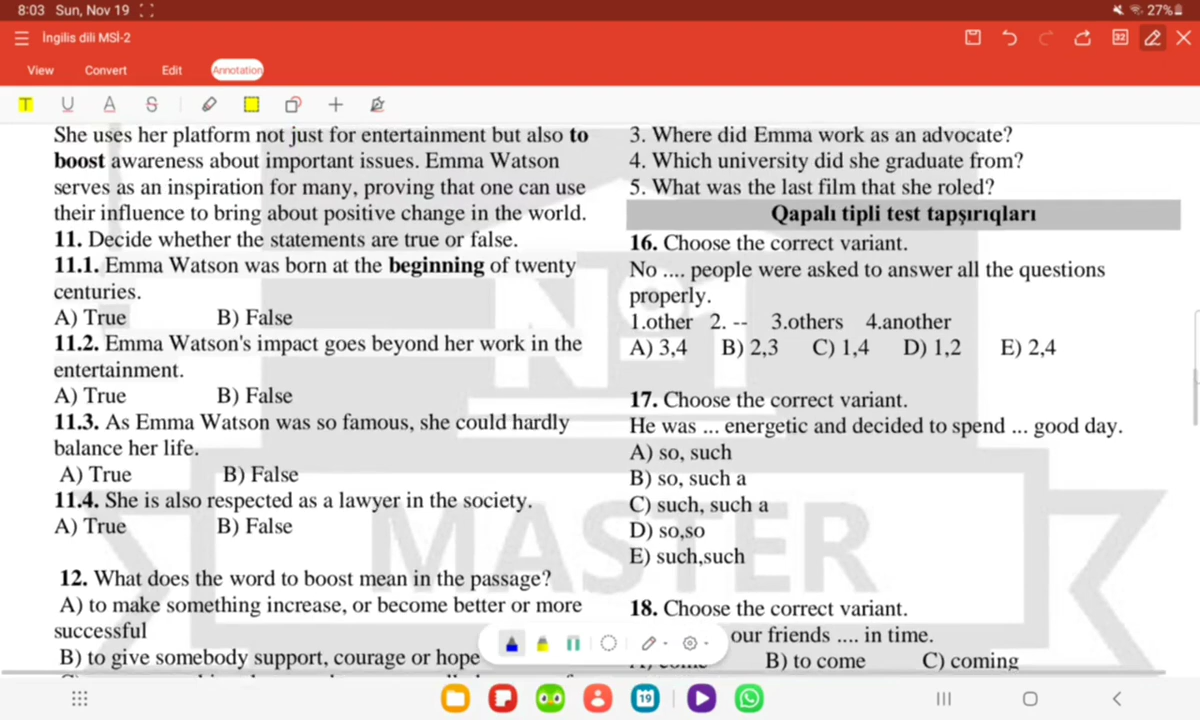 8:03 Sun, Nov 19
27%
İngilis dili MSİ-2
32
View Convert Edit Annotation
T U A S
She uses her platform not just for entertainment but also to
boost awareness about important issues. Emma Watson
serves as an inspiration for many, proving that one can use
their influence to bring about positive change in the world.
11. Decide whether the statements are true or false.
11.1. Emma Watson was born at the beginning of twenty
centuries.
A) True B) False
11.2. Emma Watson's impact goes beyond her work in the
entertainment.
A) True B) False
11.3. As Emma Watson was so famous, she could hardly
balance her life.
A) True B) False
11.4. She is also respected as a lawyer in the society.
A) True B) False
12. What does the word to boost mean in the passage?
A) to make something increase, or become better or more
successful
B) to give somebody support, courage or hope
3. Where did Emma work as an advocate?
4. Which university did she graduate from?
5. What was the last film that she roled?
Qapalı tipli test tapşırıqları
16. Choose the correct variant.
No .... people were asked to answer all the questions
properly.
1.other 2. -- 3.others 4.another
A) 3,4 B) 2,3 C) 1,4 D) 1,2 E) 2,4
17. Choose the correct variant.
He was ... energetic and decided to spend ... good day.
A) so, such
B) so, such a
C) such, such a
D) so,so
E) such,such
18. Choose the correct variant.
our friends .... in time.
B) to come C) coming
№1
MASTER
19